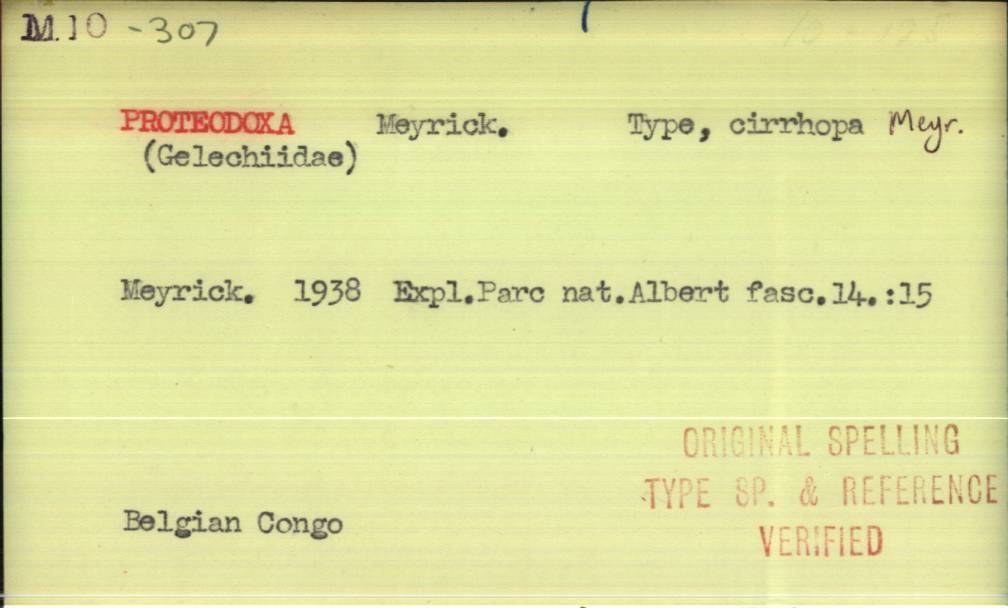 M.10 -307
PROTEODOXA Meyrick. Type, cirrhopa Meyr.
(Gelechiidae)
Meyrick. 1938 Expl.Parc nat.Albert fasc.14.:15
ORIGINAL SPELLING
TYPE SP. & REFERENCE
Belgian Congo
VERIFIED